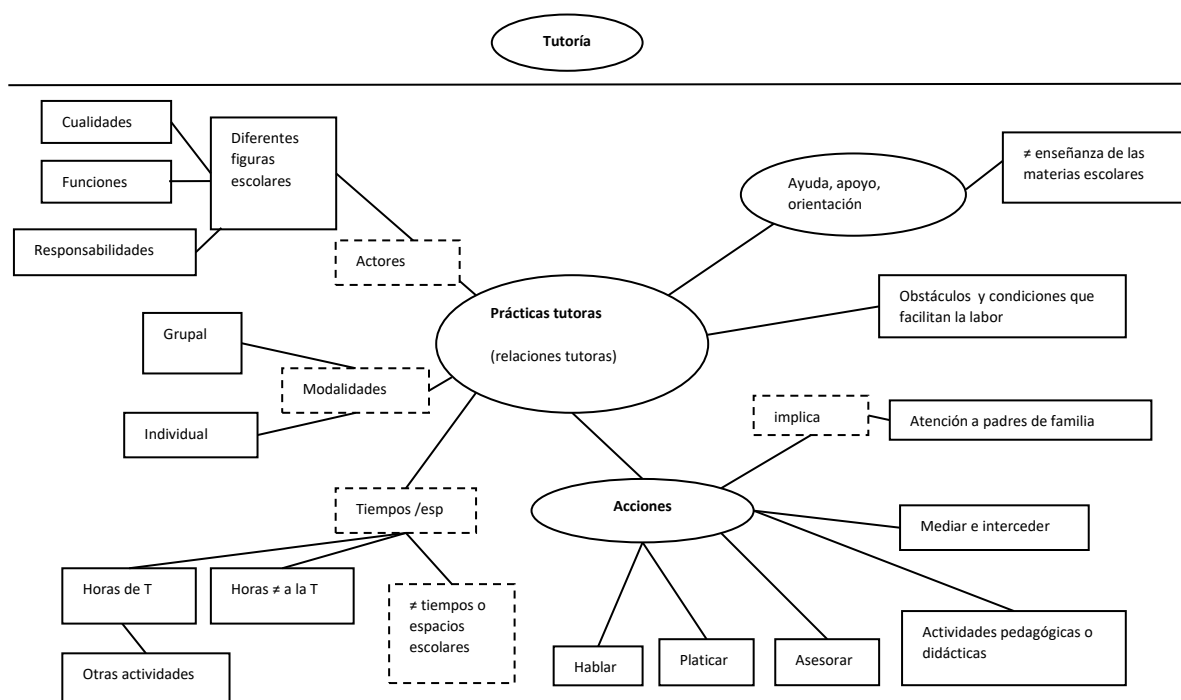 Tutoría
Cualidades
Funciones
Responsabilidades
Diferentes
figuras
escolares
Actores
Ayuda, apoyo,
orientación
≠ enseñanza de las
materias escolares
Prácticas tutoras
(relaciones tutoras)
Obstáculos y condiciones que
facilitan la labor
Grupal
Modalidades
Individual
implica
Atención a padres de familia
Tiempos /esp
Acciones
Mediar e interceder
Horas de T
Horas ≠ a la T
≠ tiempos o
espacios
escolares
Otras actividades
Hablar
Platicar
Asesorar
Actividades pedagógicas o
didácticas